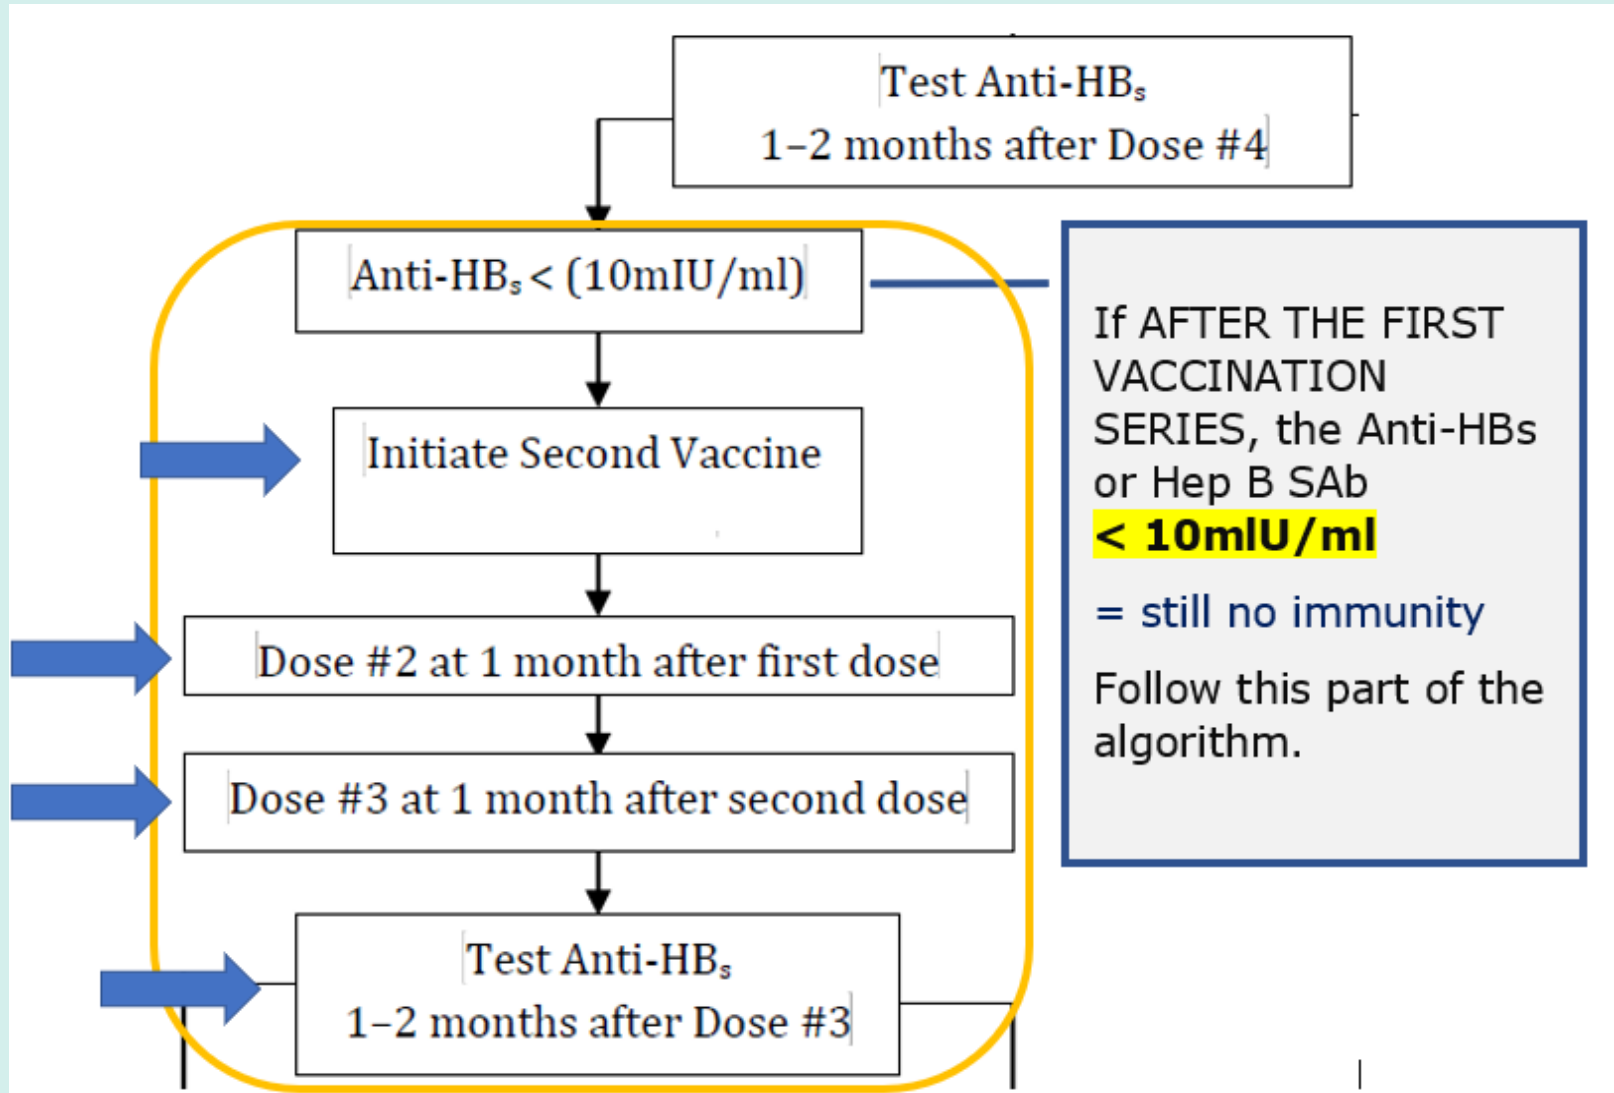 Test Anti-HBs
1–2 months after Dose #4
Anti-HBs < (10mIU/ml)
Initiate Second Vaccine
Dose #2 at 1 month after first dose
Dose #3 at 1 month after second dose
Test Anti-HBs
1–2 months after Dose #3
If AFTER THE FIRST
VACCINATION
SERIES, the Anti-HBs
or Hep B SAb
< 10mlU/ml
= still no immunity
Follow this part of the
algorithm.